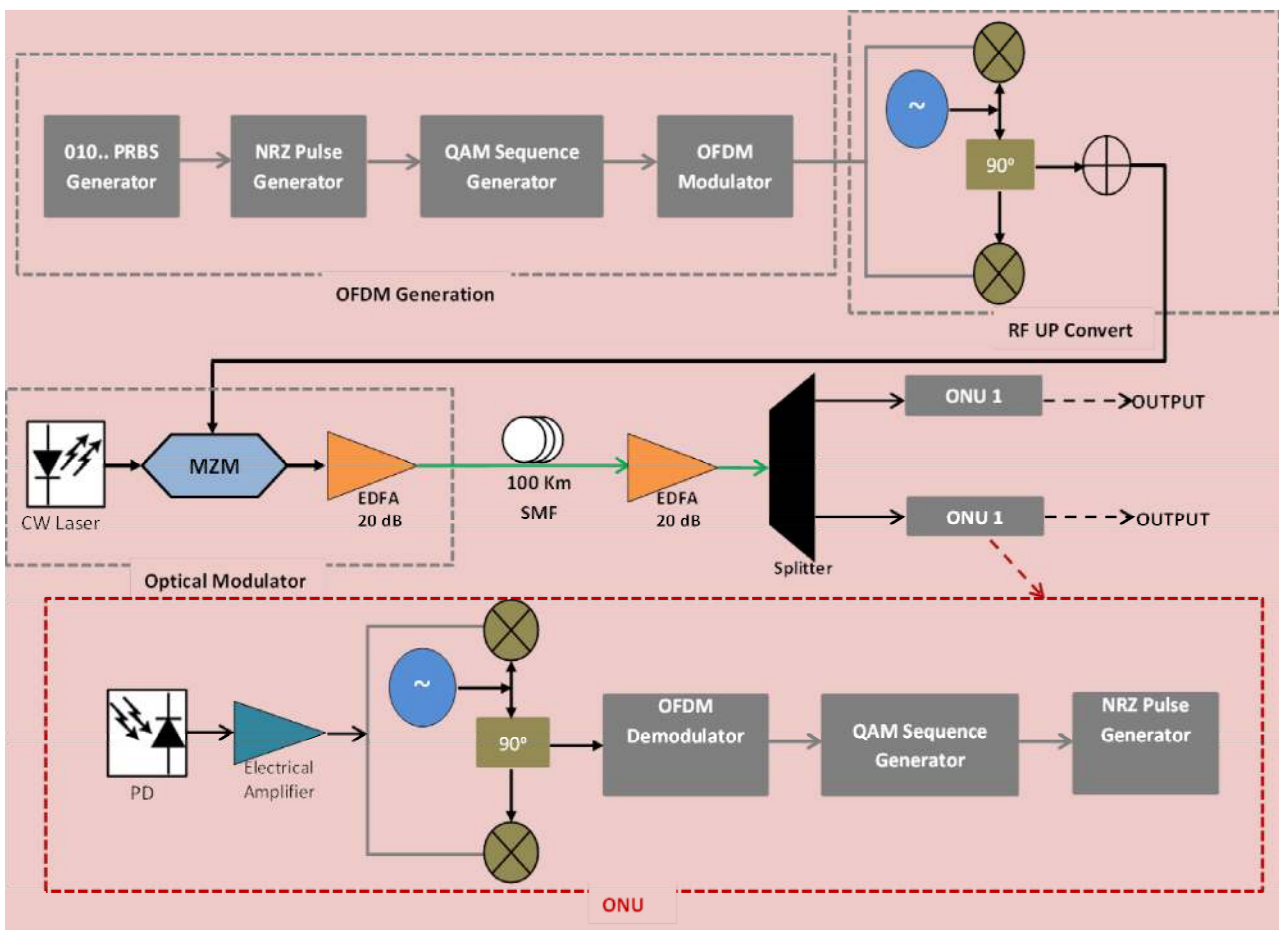 010.. PRBS
Generator
NRZ Pulse
Generator
QAM Sequence
Generator
OFDM
Modulator
~
90º
OFDM Generation
RF UP Convert
CW Laser
MZM
EDFA
20 dB
100 Km
SMF
EDFA
20 dB
Splitter
ONU 1
OUTPUT
ONU 1
OUTPUT
Optical Modulator
PD
Electrical
Amplifier
~
90º
OFDM
Demodulator
QAM Sequence
Generator
NRZ Pulse
Generator
ONU